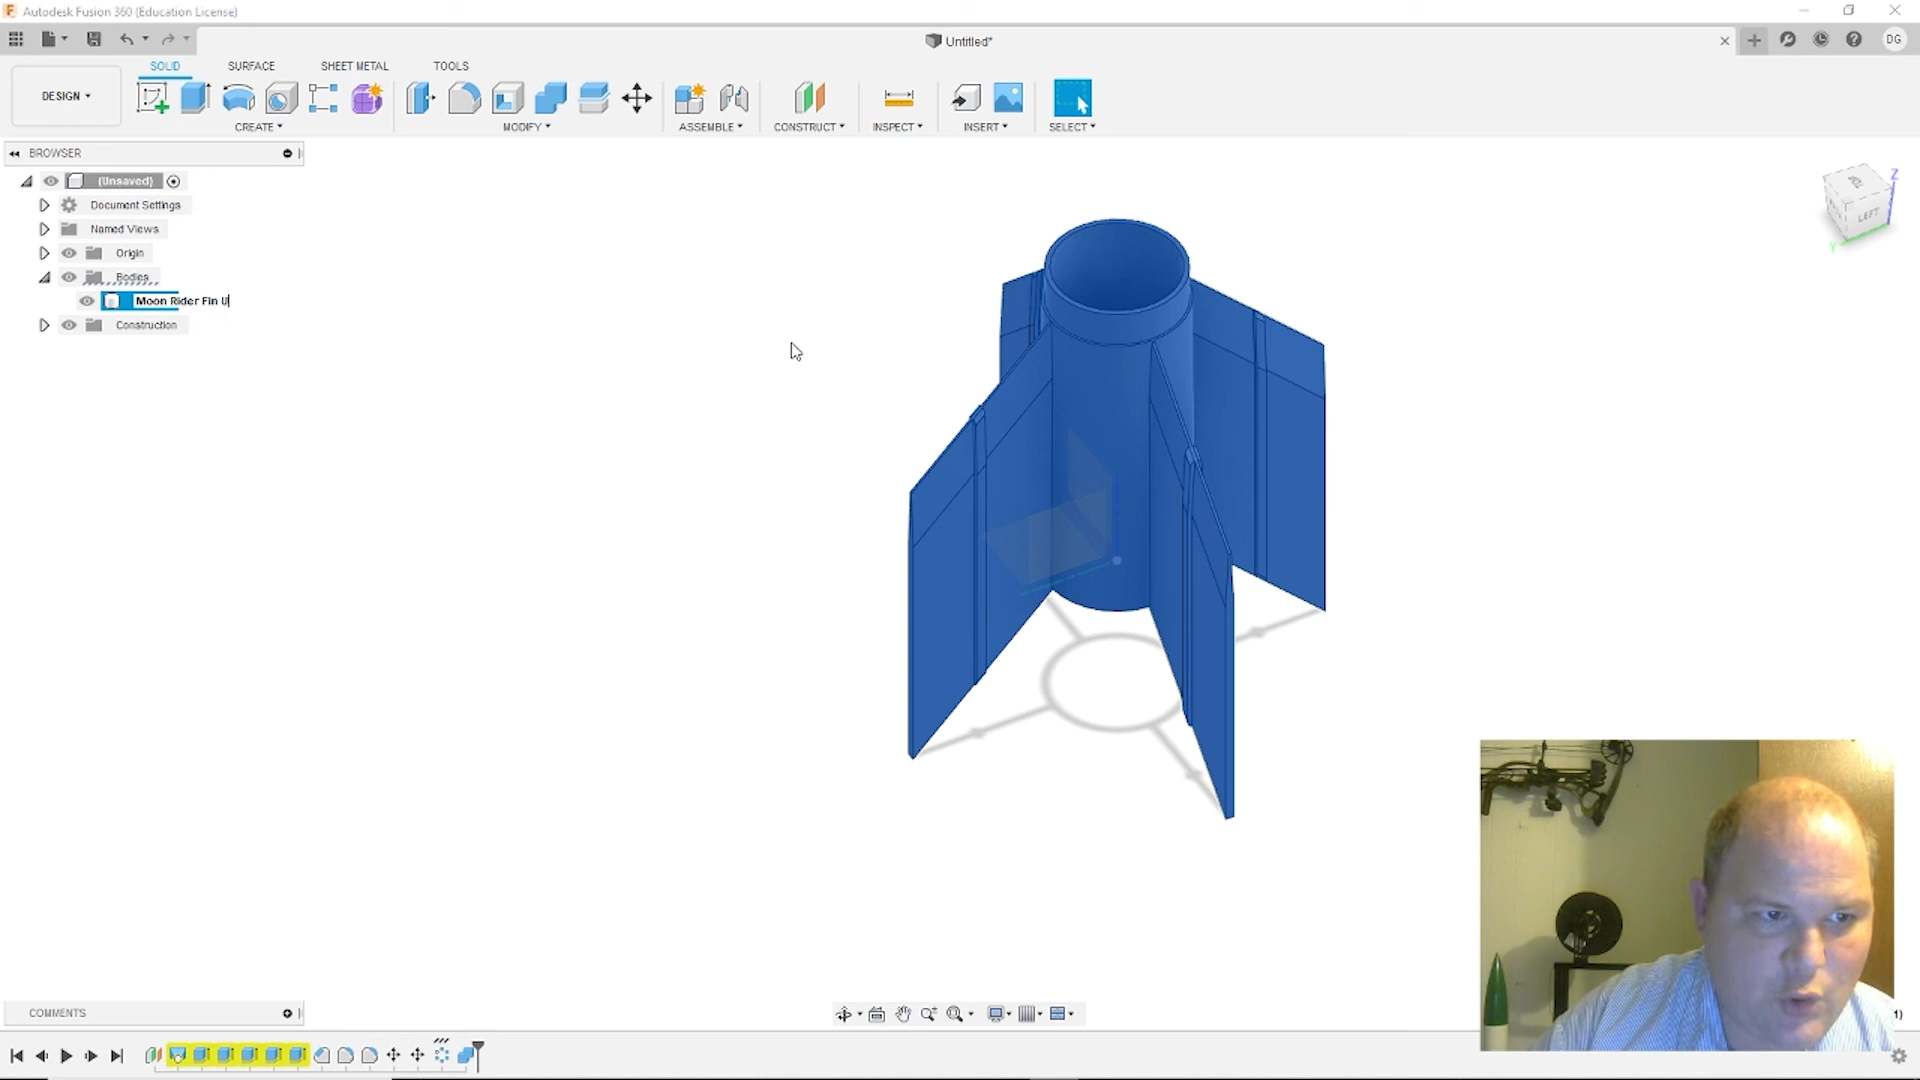 Autodesk Fusion 360 (Education License)
Untitled*
DG
DESIGN
SOLID
SURFACE
SHEET METAL
TOOLS
CREATE
MODIFY
ASSEMBLE
CONSTRUCT
INSPECT
INSERT
SELECT
BROWSER
(Unsaved)
Document Settings
Named Views
Origin
Bodies
Moon Rider Fin U
Construction
Z
LEFT
Y
COMMENTS